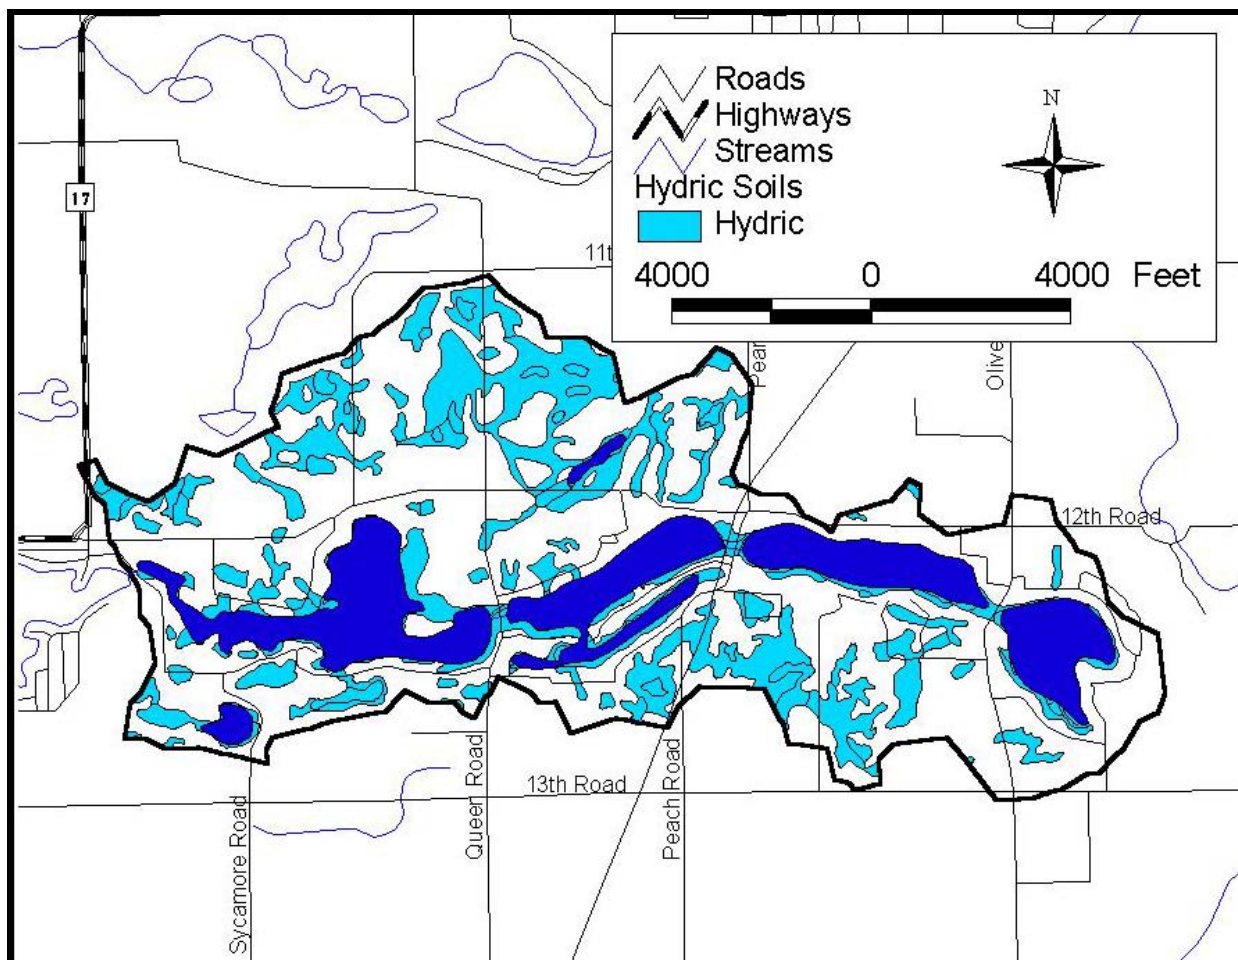 Roads
Highways
Streams
Hydric Soils
Hydric
N
4000 0 4000 Feet
17
11t
Pear
Olive
12th Road
13th Road
Sycamore Road
Queen Road
Peach Road